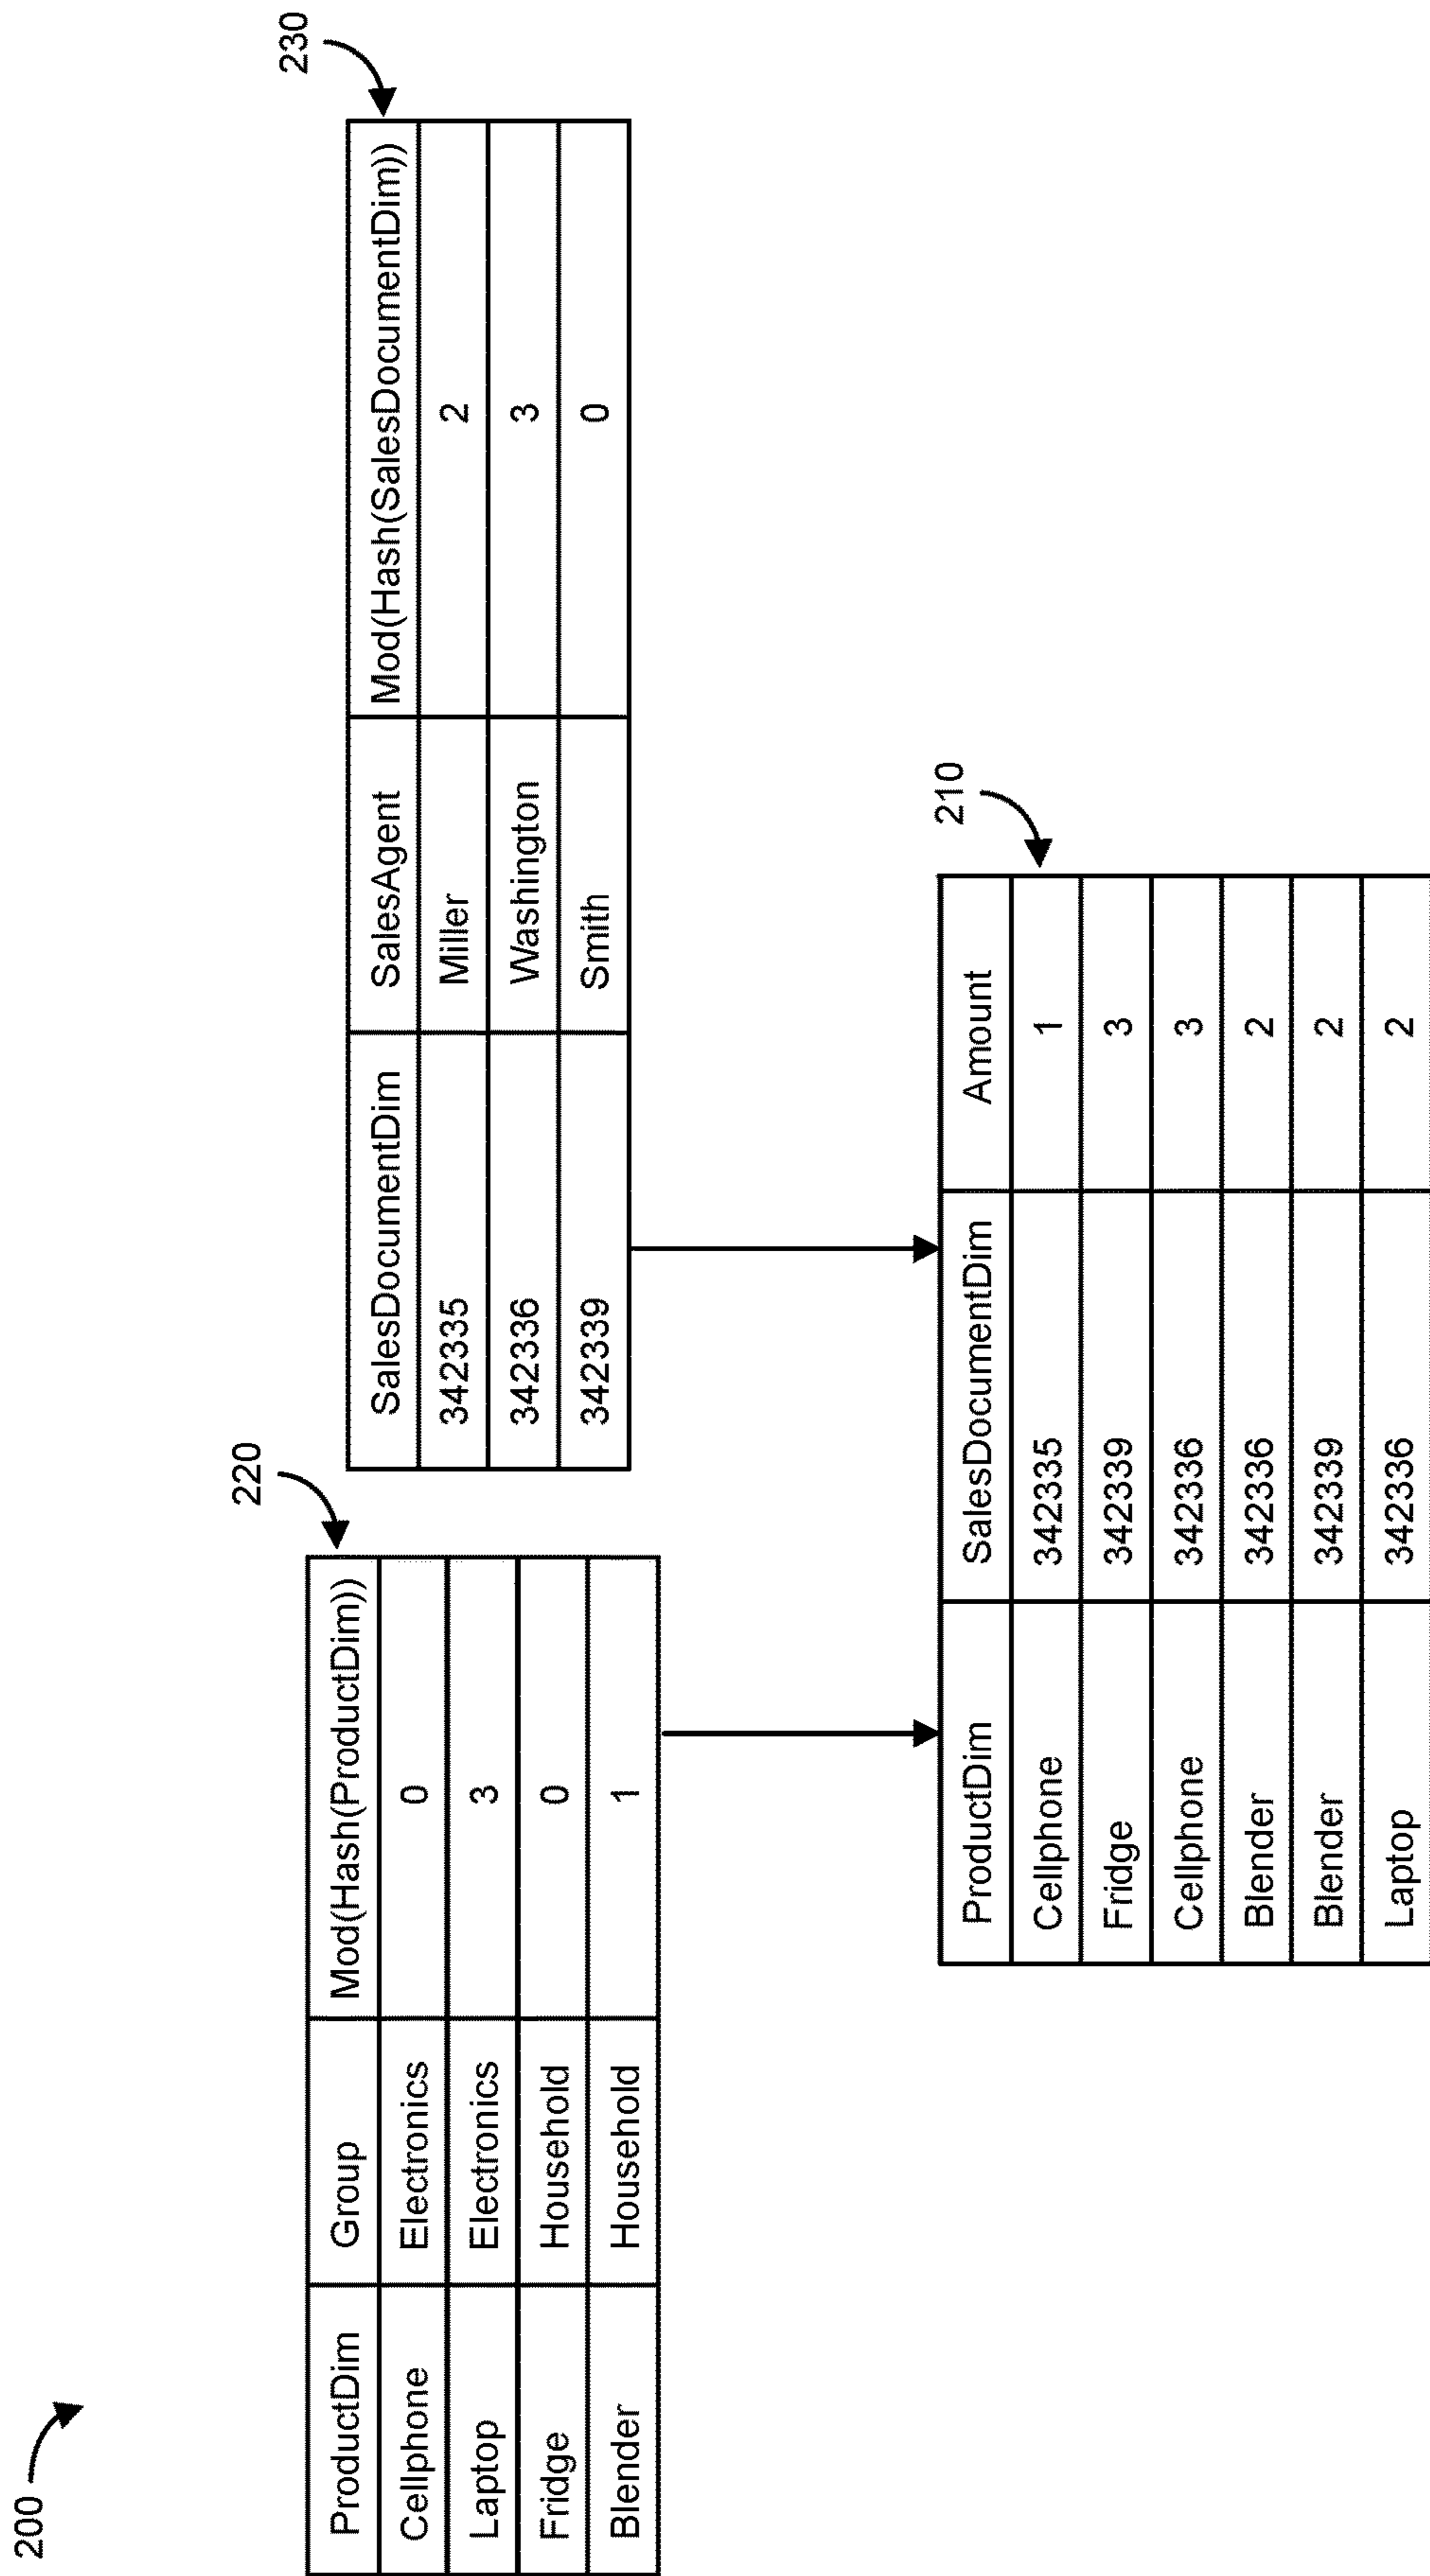 200
220
ProductDim Group Mod(Hash(ProductDim))
Cellphone Electronics 0
Laptop Electronics 3
Fridge Household 0
Blender Household 1
230
SalesDocumentDim SalesAgent Mod(Hash(SalesDocumentDim))
342335 Miller 2
342336 Washington 3
342339 Smith 0
210
ProductDim SalesDocumentDim Amount
Cellphone 342335 1
Fridge 342339 3
Cellphone 342336 3
Blender 342336 2
Blender 342339 2
Laptop 342336 2